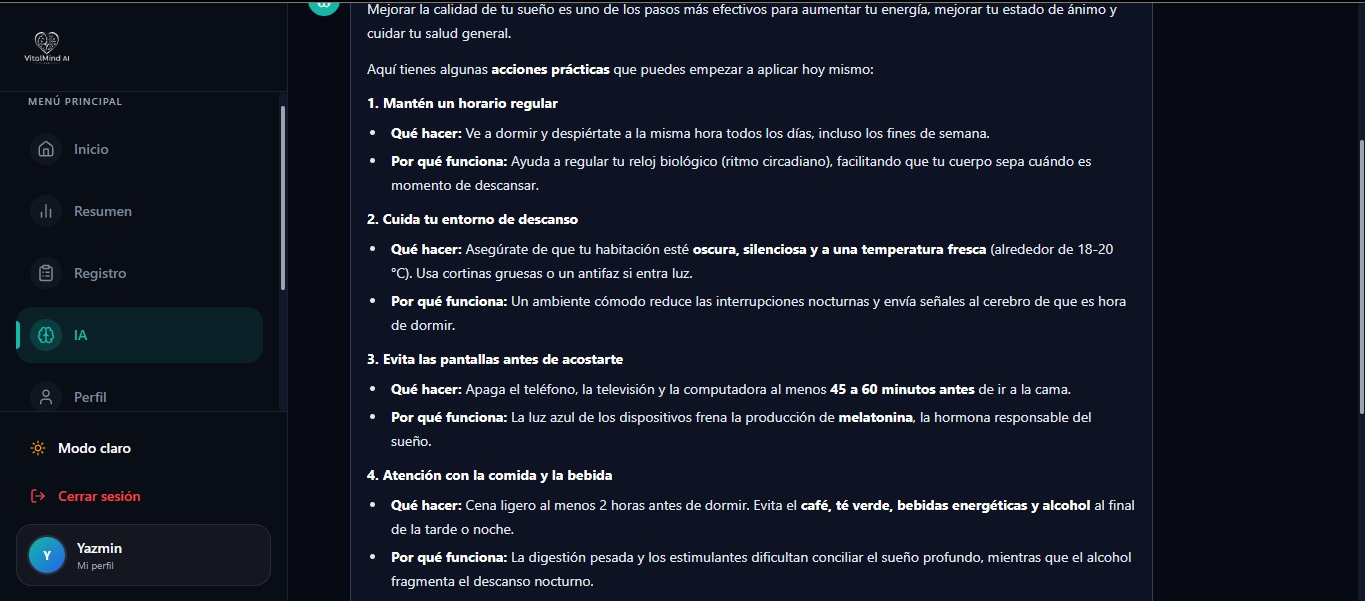 VitalMind AI
MENÚ PRINCIPAL
Inicio
Resumen
Registro
IA
Perfil
Modo claro
Cerrar sesión
Y
Yazmin
Mi perfil
Mejorar la calidad de tu sueño es uno de los pasos más efectivos para aumentar tu energía, mejorar tu estado de ánimo y
cuidar tu salud general.
Aquí tienes algunas acciones prácticas que puedes empezar a aplicar hoy mismo:
1. Mantén un horario regular
• Qué hacer: Ve a dormir y despiértate a la misma hora todos los días, incluso los fines de semana.
• Por qué funciona: Ayuda a regular tu reloj biológico (ritmo circadiano), facilitando que tu cuerpo sepa cuándo es
momento de descansar.
2. Cuida tu entorno de descanso
• Qué hacer: Asegúrate de que tu habitación esté oscura, silenciosa y a una temperatura fresca (alrededor de 18-20
°C). Usa cortinas gruesas o un antifaz si entra luz.
• Por qué funciona: Un ambiente cómodo reduce las interrupciones nocturnas y envía señales al cerebro de que es hora
de dormir.
3. Evita las pantallas antes de acostarte
• Qué hacer: Apaga el teléfono, la televisión y la computadora al menos 45 a 60 minutos antes de ir a la cama.
• Por qué funciona: La luz azul de los dispositivos frena la producción de melatonina, la hormona responsable del
sueño.
4. Atención con la comida y la bebida
• Qué hacer: Cena ligero al menos 2 horas antes de dormir. Evita el café, té verde, bebidas energéticas y alcohol al final
de la tarde o noche.
• Por qué funciona: La digestión pesada y los estimulantes dificultan conciliar el sueño profundo, mientras que el alcohol
fragmenta el descanso nocturno.